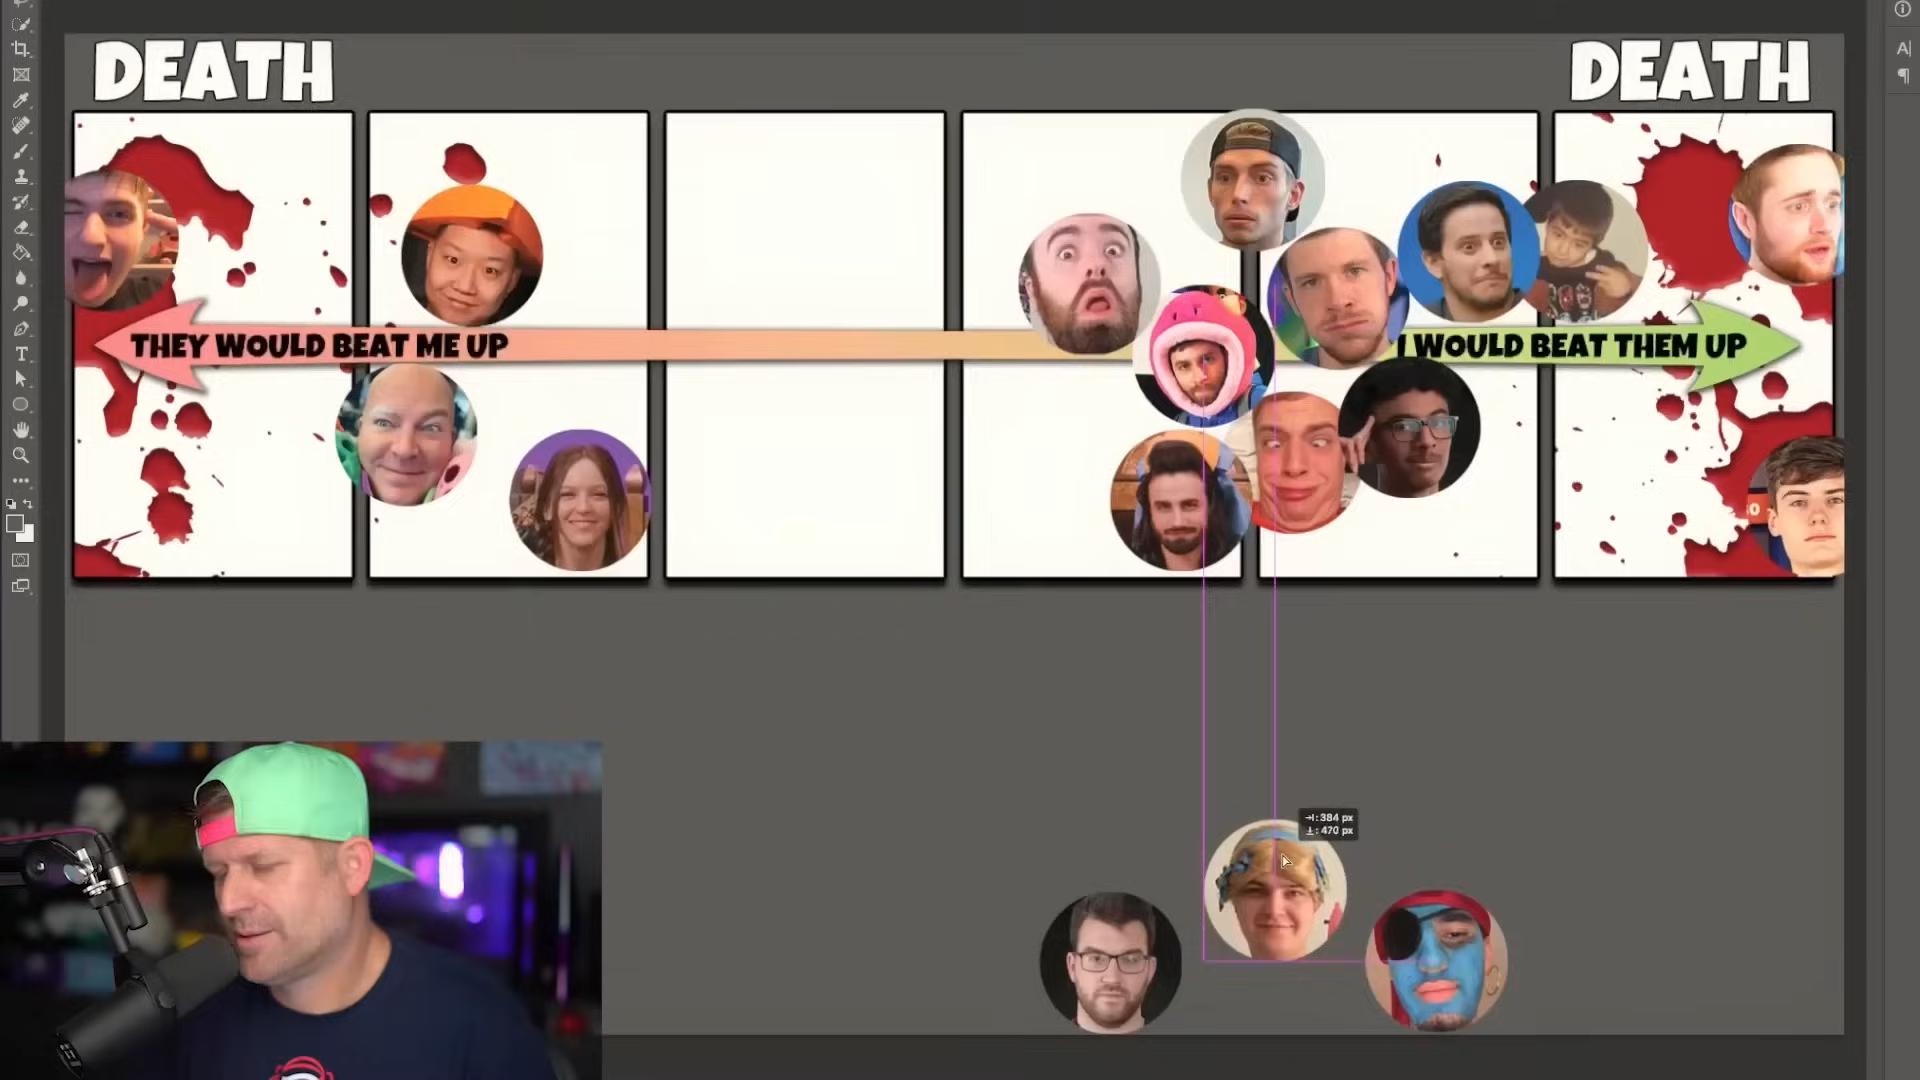 DEATH
DEATH
THEY WOULD BEAT ME UP
I WOULD BEAT THEM UP
: 384 px
: 470 px